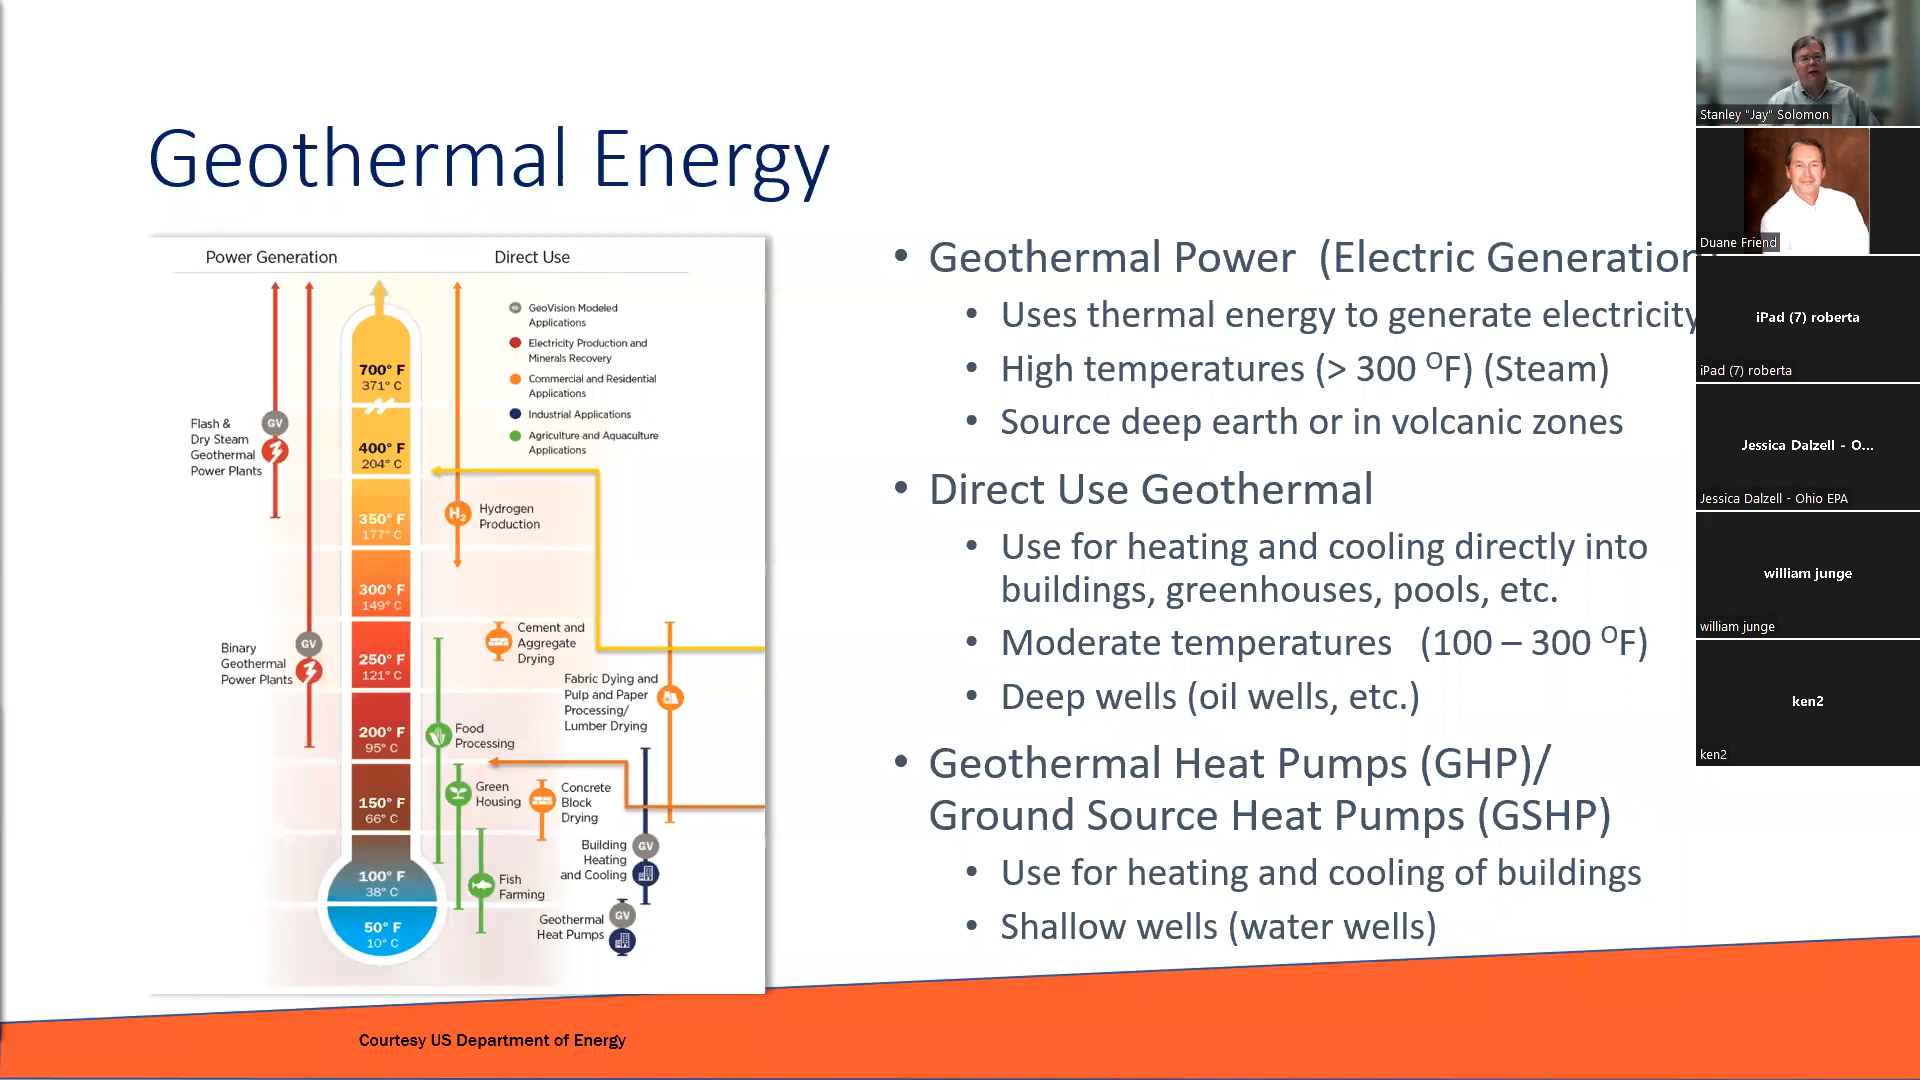 Geothermal Energy
Power Generation
Direct Use
GeoVision Modeled
Applications
Electricity Production and
Minerals Recovery
Commercial and Residential
Applications
Industrial Applications
Agriculture and Aquaculture
Applications
700° F
371° C
400° F
204° C
350° F
177° C
300° F
149° C
250° F
121° C
200° F
95° C
150° F
66° C
100° F
38° C
50° F
10° C
GV
Flash &
Dry Steam
Geothermal
Power Plants
GV
Binary
Geothermal
Power Plants
H2
Hydrogen
Production
Cement and
Aggregate
Drying
Fabric Dying and
Pulp and Paper
Processing/
Lumber Drying
Food
Processing
Green
Housing
Concrete
Block
Drying
Building
Heating
and Cooling
GV
Fish
Farming
Geothermal
Heat Pumps
GV
• Geothermal Power (Electric Generation)
• Uses thermal energy to generate electricity
• High temperatures (> 300 ᴼF) (Steam)
• Source deep earth or in volcanic zones
• Direct Use Geothermal
• Use for heating and cooling directly into
buildings, greenhouses, pools, etc.
• Moderate temperatures (100 – 300 ᴼF)
• Deep wells (oil wells, etc.)
• Geothermal Heat Pumps (GHP)/
Ground Source Heat Pumps (GSHP)
• Use for heating and cooling of buildings
• Shallow wells (water wells)
Courtesy US Department of Energy
Stanley "Jay" Solomon
Duane Friend
iPad (7) roberta
iPad (7) roberta
Jessica Dalzell - O...
Jessica Dalzell - Ohio EPA
william junge
william junge
ken2
ken2